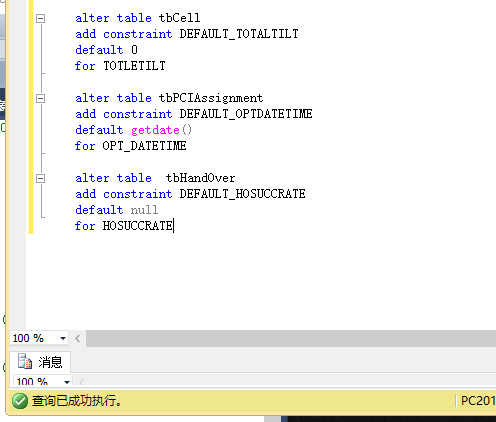 alter table tbCell
add constraint DEFAULT_TOTALTILT
default 0
for TOTLETILT
alter table tbPCIAssignment
add constraint DEFAULT_OPTDATETIME
default getdate()
for OPT_DATETIME
alter table  tbHandOver
add constraint DEFAULT_HOSUCCRATE
default null
for HOSUCCRATE
100 %
消息
100 %
查询已成功执行。
PC201